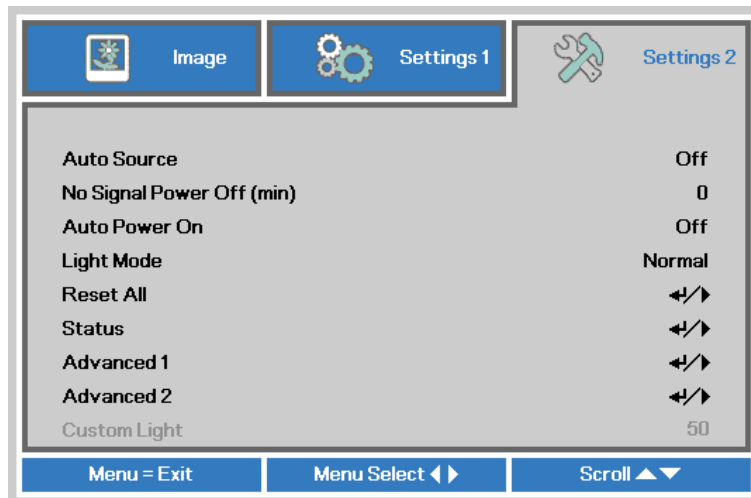 Image Settings 1 Settings 2
Auto Source Off
No Signal Power Off (min) 0
Auto Power On Off
Light Mode Normal
Reset All ↵/▶
Status ↵/▶
Advanced 1 ↵/▶
Advanced 2 ↵/▶
Custom Light 50
Menu = Exit Menu Select ◀▶ Scroll ▲▼